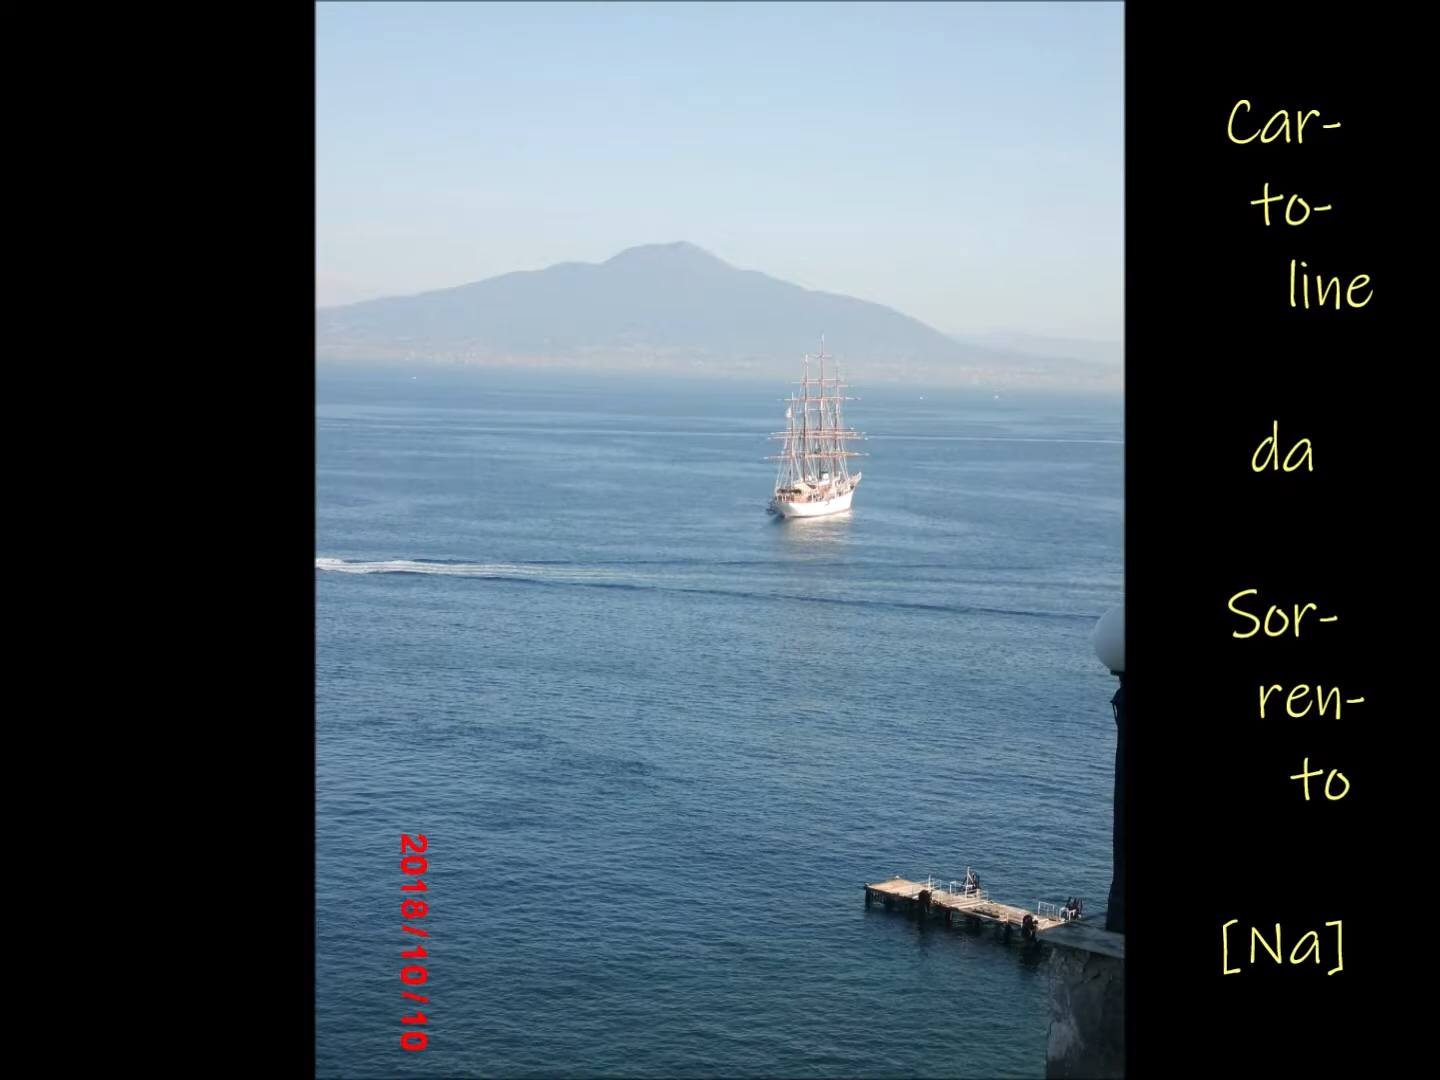 Car-
to-
line
da
Sor-
ren-
to
[Na]
2018/10/10